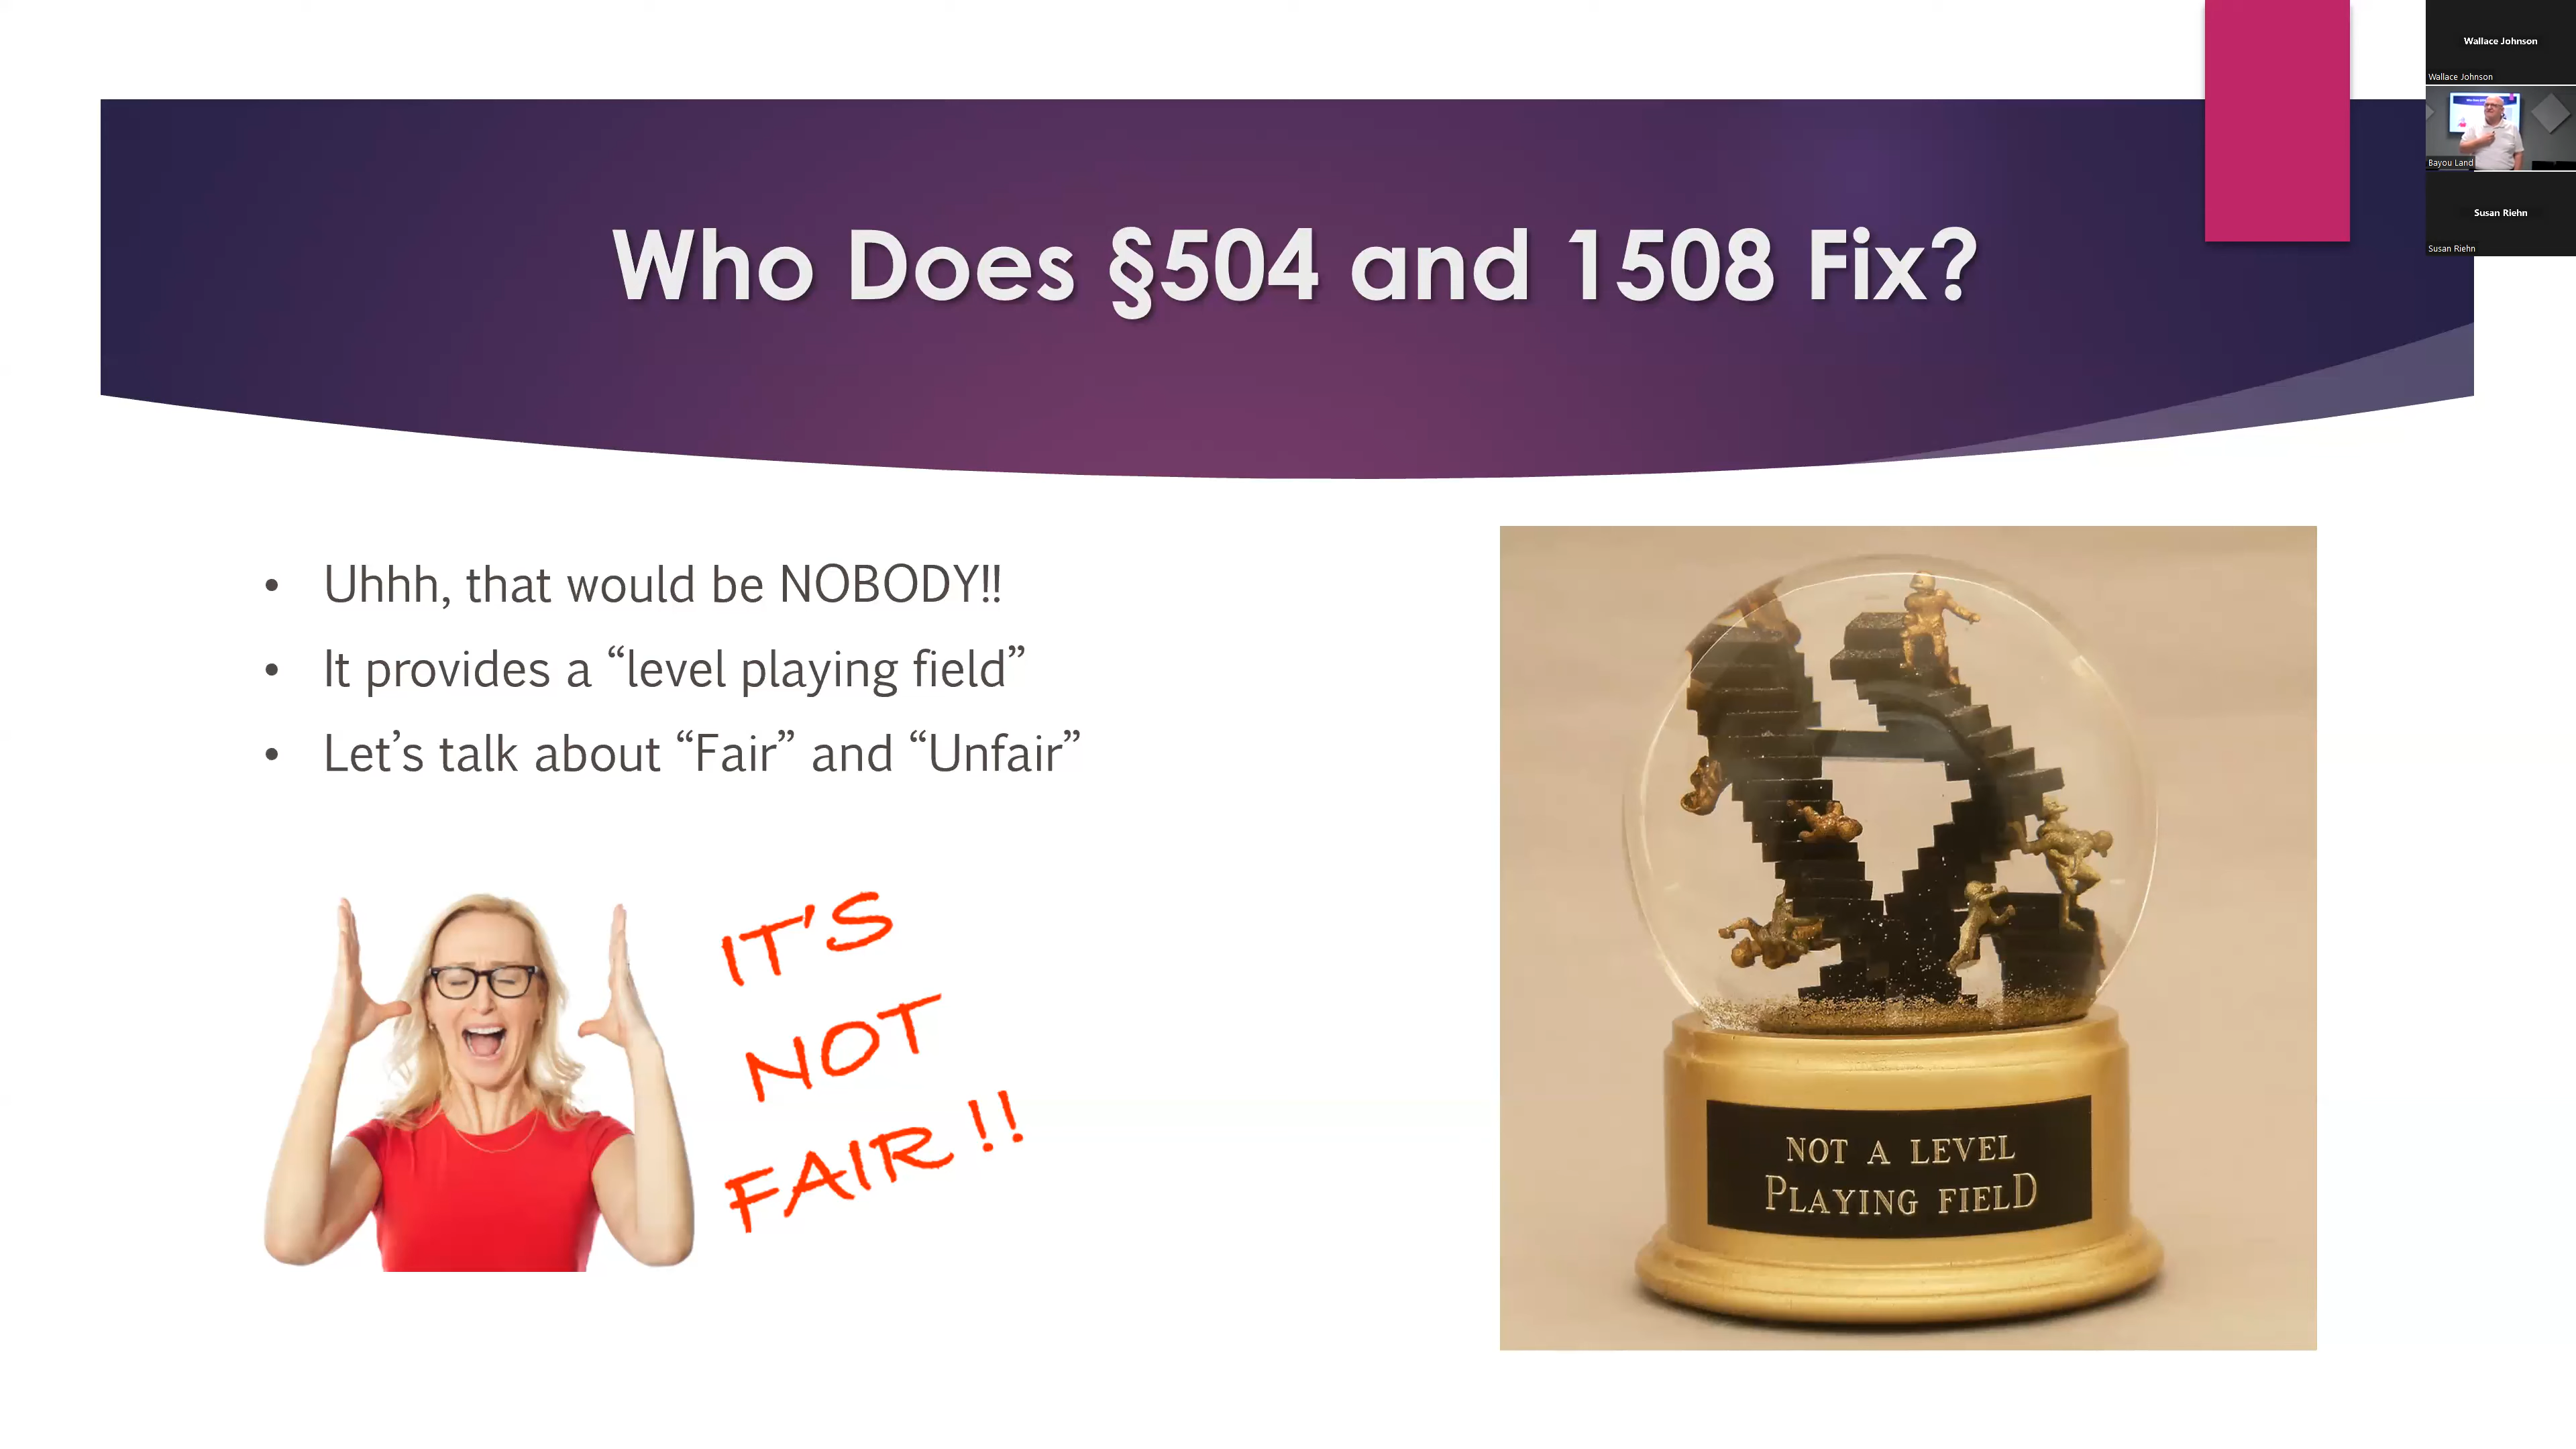 Who Does §504 and 1508 Fix?
• Uhhh, that would be NOBODY!!
• It provides a “level playing field”
• Let’s talk about “Fair” and “Unfair”
IT’S
NOT
FAIR!!
NOT A LEVEL
PLAYING FIELD
Wallace Johnson
Wallace Johnson
Bayou Land
Susan Riehn
Susan Riehn